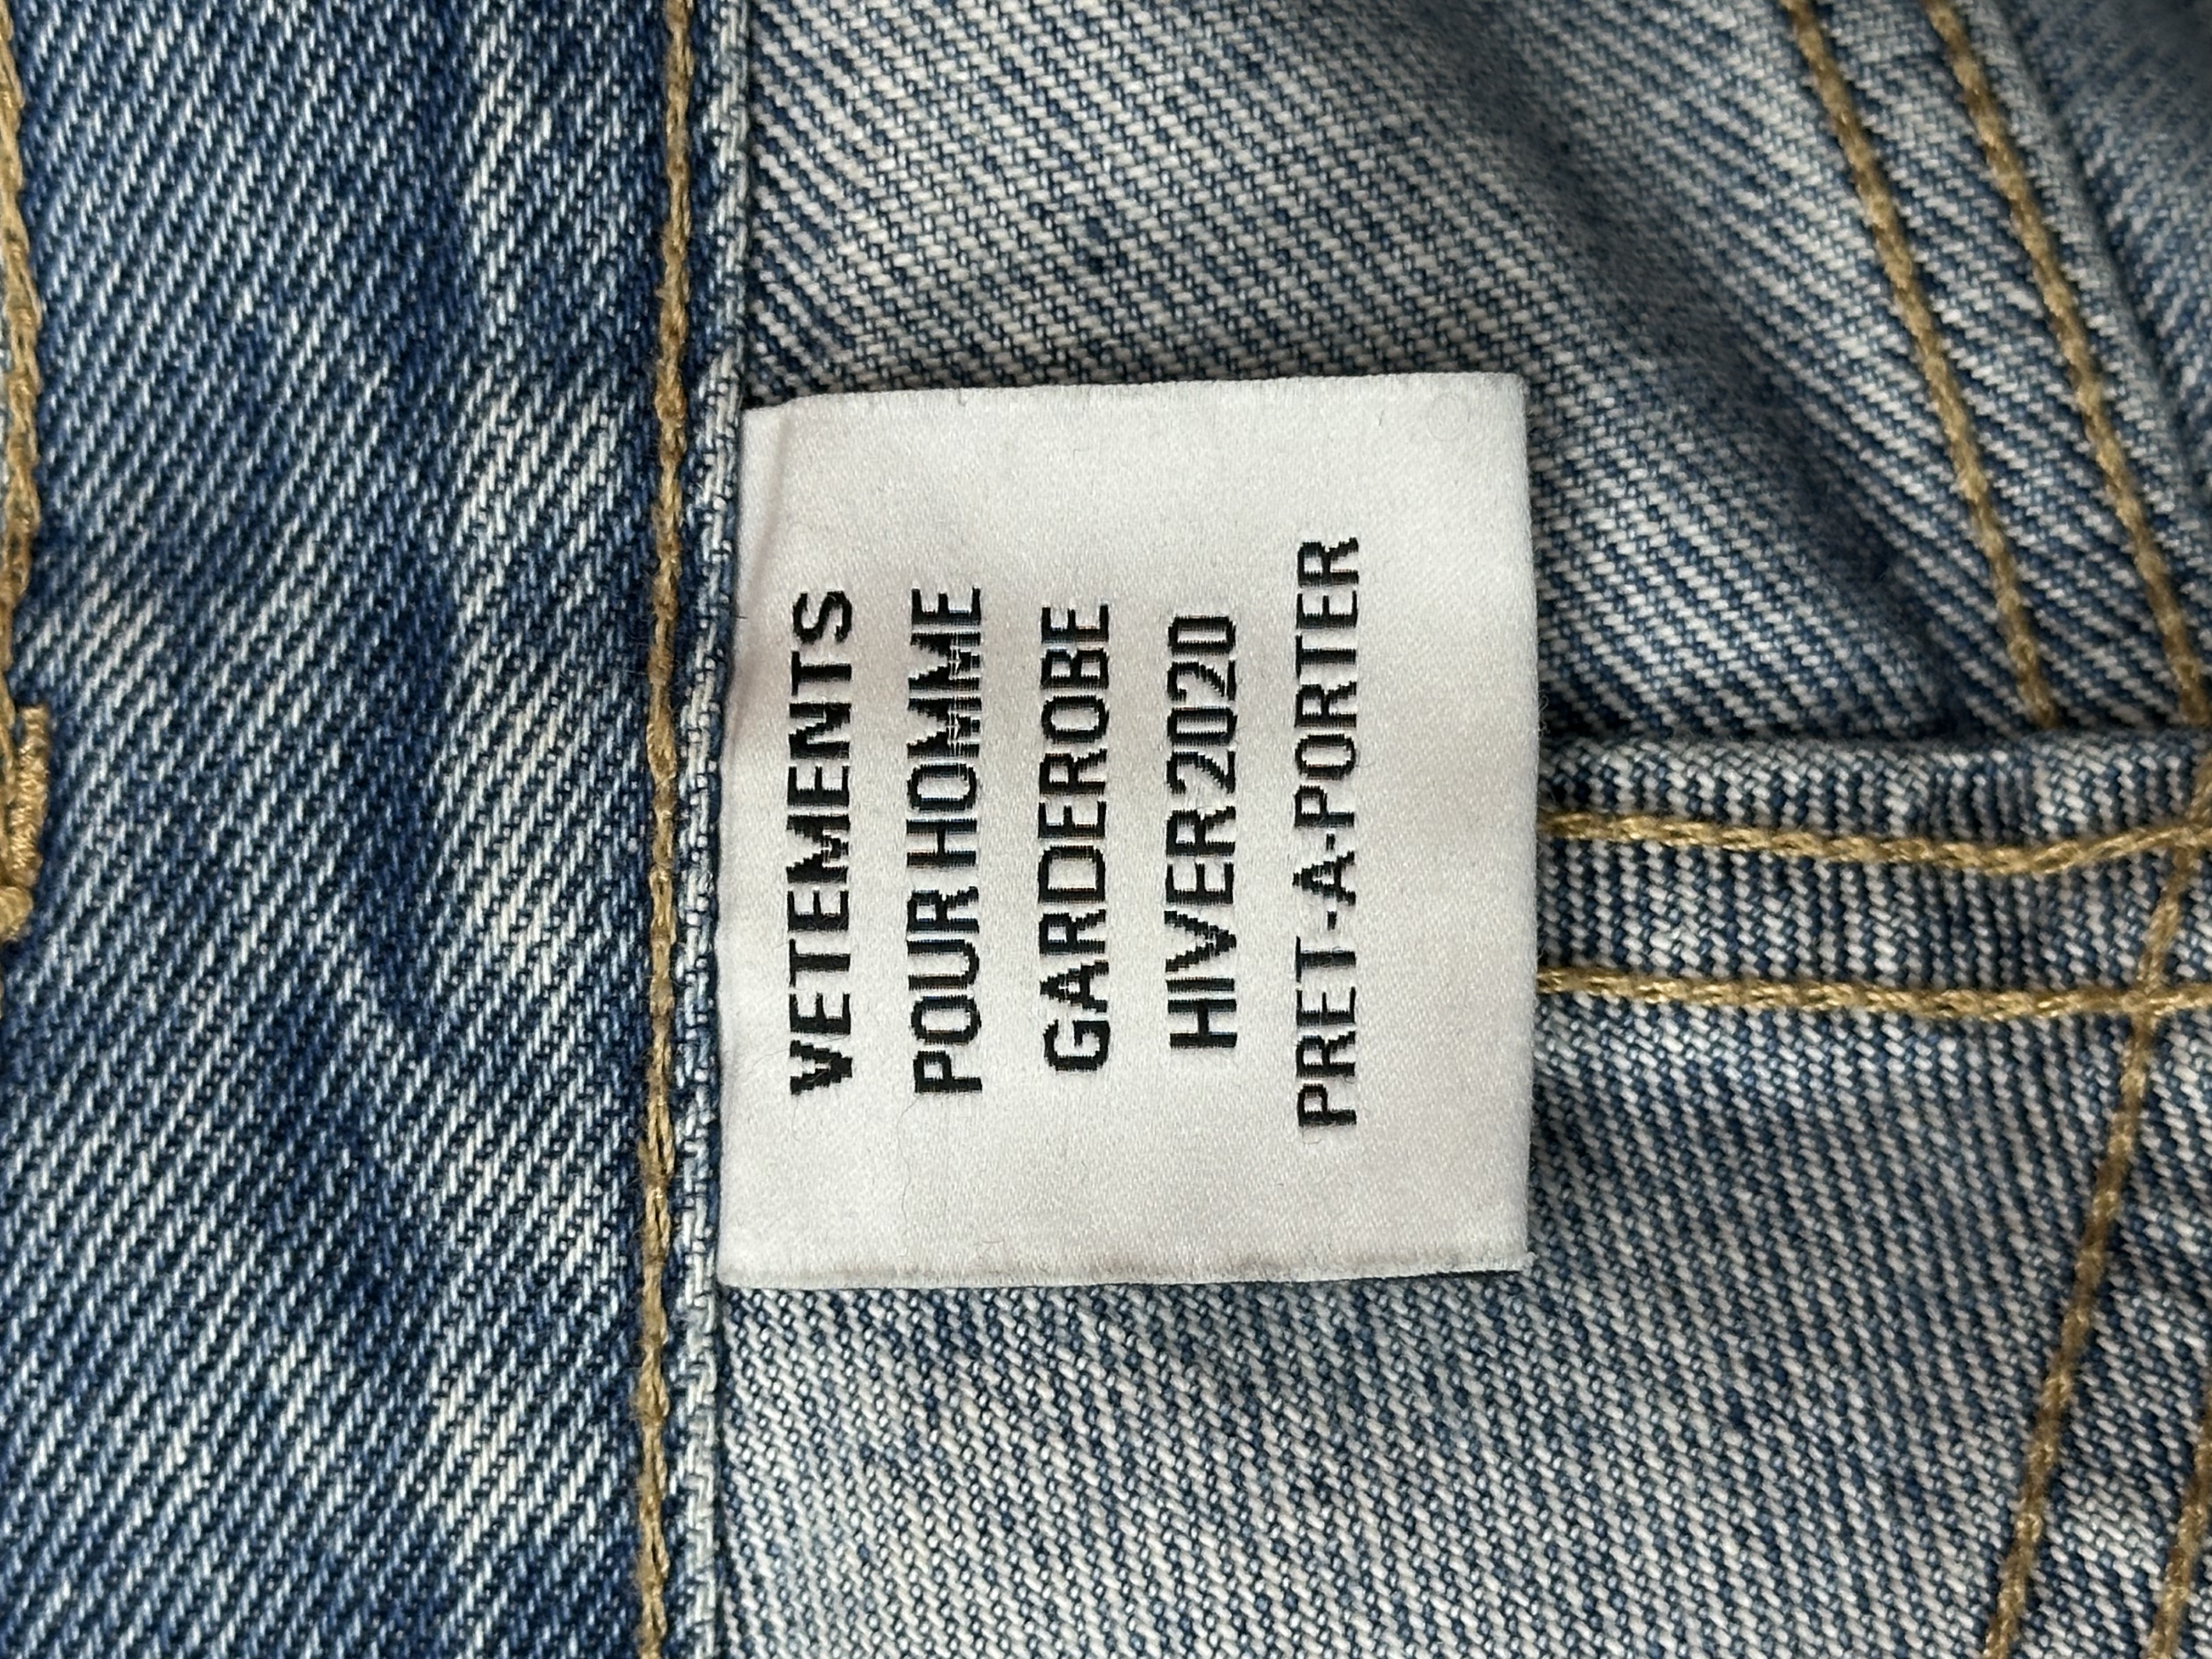 VETEMENTS
POUR HOMME
GARDEROBE
HIVER 2020
PRET-A-PORTER